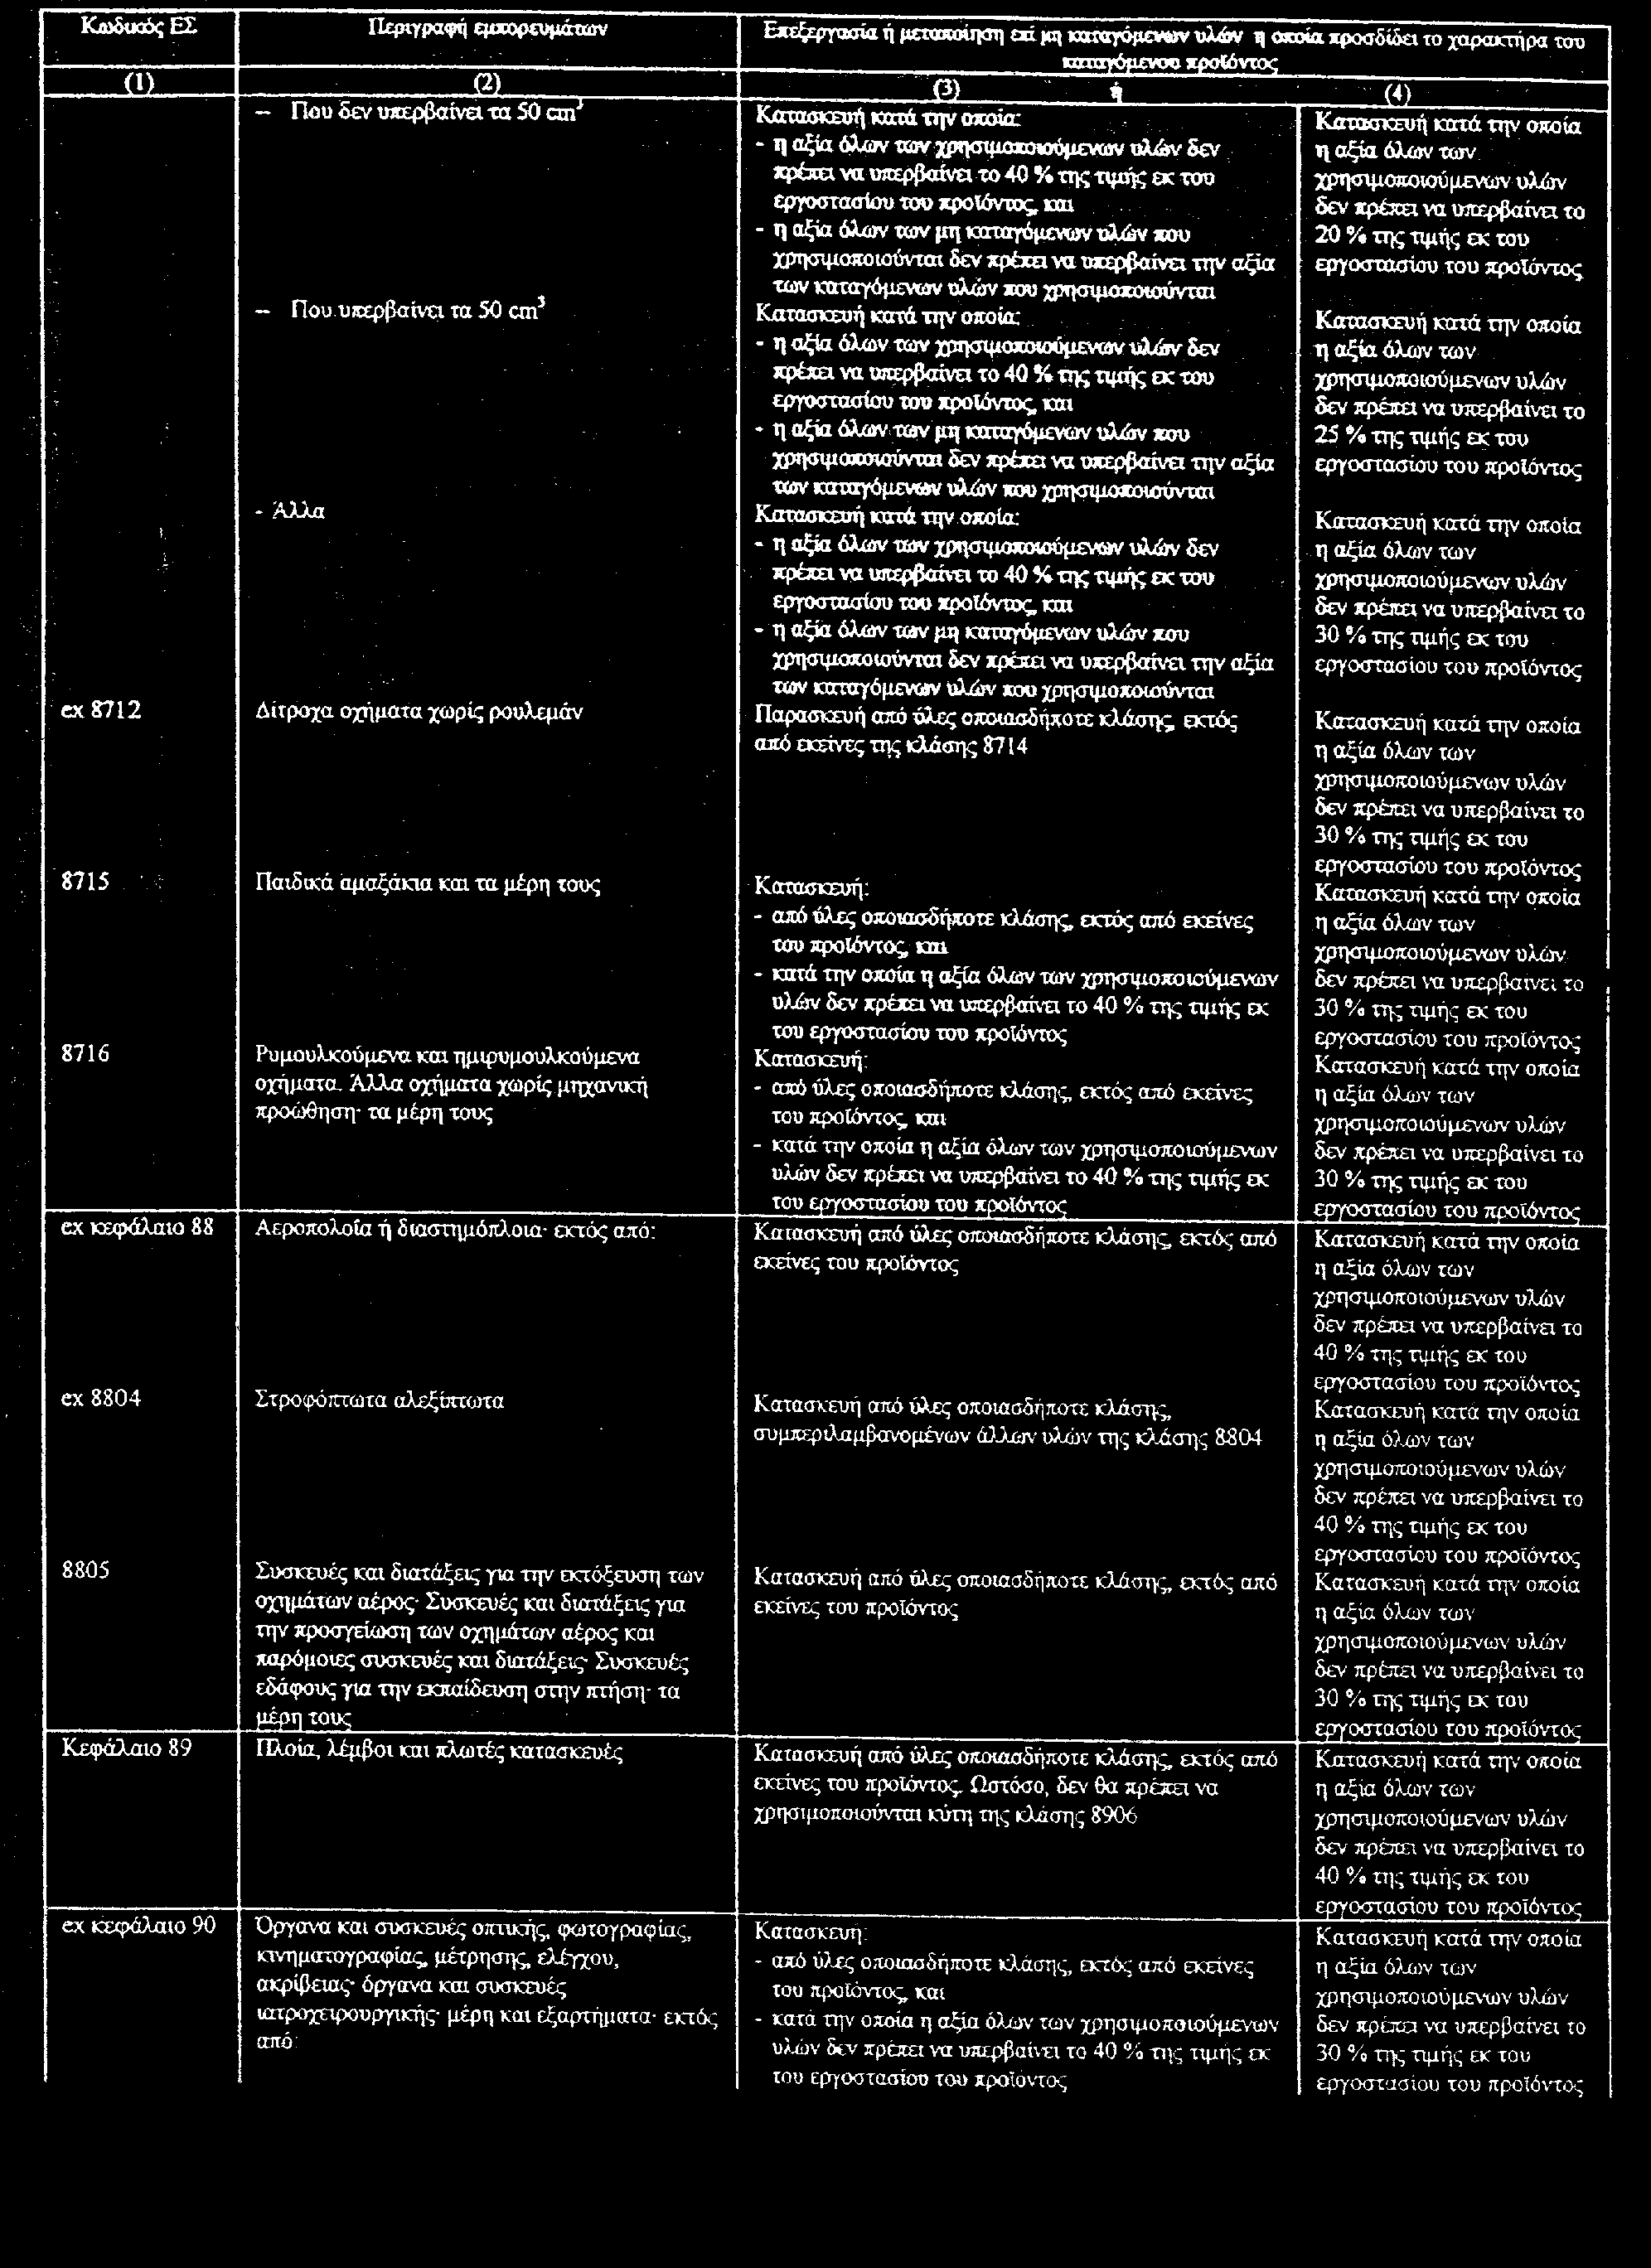 Κωδικός ΕΣ
Περιγραφή εμπορευμάτων
Επεξεργασία ή μεταποίηση επί μη καταγόμενων υλών η οποία προσδίδει το χαρακτήρα του
καταγόμενου προϊόντος
(1)
(2)
(3) ή
(4)
-- Που δεν υπερβαίνει τα 50 cm³
Κατασκευή κατά την οποία:
- η αξία όλων των χρησιμοποιούμενων υλών δεν
πρέπει να υπερβαίνει το 40 % της τιμής εκ του
εργοστασίου του προϊόντος, και
- η αξία όλων των μη καταγόμενων υλών που
χρησιμοποιούνται δεν πρέπει να υπερβαίνει την αξία
των καταγόμενων υλών που χρησιμοποιούνται
Κατασκευή κατά την οποία
η αξία όλων των
χρησιμοποιούμενων υλών
δεν πρέπει να υπερβαίνει το
20 % της τιμής εκ του
εργοστασίου του προϊόντος
-- Που υπερβαίνει τα 50 cm³
Κατασκευή κατά την οποία:
- η αξία όλων των χρησιμοποιούμενων υλών δεν
πρέπει να υπερβαίνει το 40 % της τιμής εκ του
εργοστασίου του προϊόντος, και
- η αξία όλων των μη καταγόμενων υλών που
χρησιμοποιούνται δεν πρέπει να υπερβαίνει την αξία
των καταγόμενων υλών που χρησιμοποιούνται
Κατασκευή κατά την οποία
η αξία όλων των
χρησιμοποιούμενων υλών
δεν πρέπει να υπερβαίνει το
25 % της τιμής εκ του
εργοστασίου του προϊόντος
- Άλλα
Κατασκευή κατά την οποία:
- η αξία όλων των χρησιμοποιούμενων υλών δεν
πρέπει να υπερβαίνει το 40 % της τιμής εκ του
εργοστασίου του προϊόντος, και
- η αξία όλων των μη καταγόμενων υλών που
χρησιμοποιούνται δεν πρέπει να υπερβαίνει την αξία
των καταγόμενων υλών που χρησιμοποιούνται
Κατασκευή κατά την οποία
η αξία όλων των
χρησιμοποιούμενων υλών
δεν πρέπει να υπερβαίνει το
30 % της τιμής εκ του
εργοστασίου του προϊόντος
ex 8712
Δίτροχα οχήματα χωρίς ρουλεμάν
Παρασκευή από ύλες οποιασδήποτε κλάσης, εκτός
από εκείνες της κλάσης 8714
Κατασκευή κατά την οποία
η αξία όλων των
χρησιμοποιούμενων υλών
δεν πρέπει να υπερβαίνει το
30 % της τιμής εκ του
εργοστασίου του προϊόντος
8715
Παιδικά αμαξάκια και τα μέρη τους
Κατασκευή:
- από ύλες οποιασδήποτε κλάσης, εκτός από εκείνες
του προϊόντος, και
- κατά την οποία η αξία όλων των χρησιμοποιούμενων
υλών δεν πρέπει να υπερβαίνει το 40 % της τιμής εκ
του εργοστασίου του προϊόντος
Κατασκευή κατά την οποία
η αξία όλων των
χρησιμοποιούμενων υλών
δεν πρέπει να υπερβαίνει το
30 % της τιμής εκ του
εργοστασίου του προϊόντος
8716
Ρυμουλκούμενα και ημιρυμουλκούμενα
οχήματα. Άλλα οχήματα χωρίς μηχανική
προώθηση· τα μέρη τους
Κατασκευή:
- από ύλες οποιασδήποτε κλάσης, εκτός από εκείνες
του προϊόντος, και
- κατά την οποία η αξία όλων των χρησιμοποιούμενων
υλών δεν πρέπει να υπερβαίνει το 40 % της τιμής εκ
του εργοστασίου του προϊόντος
Κατασκευή κατά την οποία
η αξία όλων των
χρησιμοποιούμενων υλών
δεν πρέπει να υπερβαίνει το
30 % της τιμής εκ του
εργοστασίου του προϊόντος
ex κεφάλαιο 88
Αεροπολοία ή διαστημόπλοια· εκτός από:
Κατασκευή από ύλες οποιασδήποτε κλάσης, εκτός από
εκείνες του προϊόντος
Κατασκευή κατά την οποία
η αξία όλων των
χρησιμοποιούμενων υλών
δεν πρέπει να υπερβαίνει το
40 % της τιμής εκ του
εργοστασίου του προϊόντος
ex 8804
Στροφόπτωτα αλεξίπτωτα
Κατασκευή από ύλες οποιασδήποτε κλάσης,
συμπεριλαμβανομένων άλλων υλών της κλάσης 8804
Κατασκευή κατά την οποία
η αξία όλων των
χρησιμοποιούμενων υλών
δεν πρέπει να υπερβαίνει το
40 % της τιμής εκ του
εργοστασίου του προϊόντος
8805
Συσκευές και διατάξεις για την εκτόξευση των
οχημάτων αέρος· Συσκευές και διατάξεις για
την προσγείωση των οχημάτων αέρος και
παρόμοιες συσκευές και διατάξεις· Συσκευές
εδάφους για την εκπαίδευση στην πτήση· τα
μέρη τους
Κατασκευή από ύλες οποιασδήποτε κλάσης, εκτός από
εκείνες του προϊόντος
Κατασκευή κατά την οποία
η αξία όλων των
χρησιμοποιούμενων υλών
δεν πρέπει να υπερβαίνει το
30 % της τιμής εκ του
εργοστασίου του προϊόντος
Κεφάλαιο 89
Πλοία, λέμβοι και πλωτές κατασκευές
Κατασκευή από ύλες οποιασδήποτε κλάσης, εκτός από
εκείνες του προϊόντος. Ωστόσο, δεν θα πρέπει να
χρησιμοποιούνται κύτη της κλάσης 8906
Κατασκευή κατά την οποία
η αξία όλων των
χρησιμοποιούμενων υλών
δεν πρέπει να υπερβαίνει το
40 % της τιμής εκ του
εργοστασίου του προϊόντος
ex κεφάλαιο 90
Όργανα και συσκευές οπτικής, φωτογραφίας,
κινηματογραφίας, μέτρησης, ελέγχου,
ακρίβειας· όργανα και συσκευές
ιατροχειρουργικής· μέρη και εξαρτήματα· εκτός
από:
Κατασκευή:
- από ύλες οποιασδήποτε κλάσης, εκτός από εκείνες
του προϊόντος, και
- κατά την οποία η αξία όλων των χρησιμοποιούμενων
υλών δεν πρέπει να υπερβαίνει το 40 % της τιμής εκ
του εργοστασίου του προϊόντος
Κατασκευή κατά την οποία
η αξία όλων των
χρησιμοποιούμενων υλών
δεν πρέπει να υπερβαίνει το
30 % της τιμής εκ του
εργοστασίου του προϊόντος